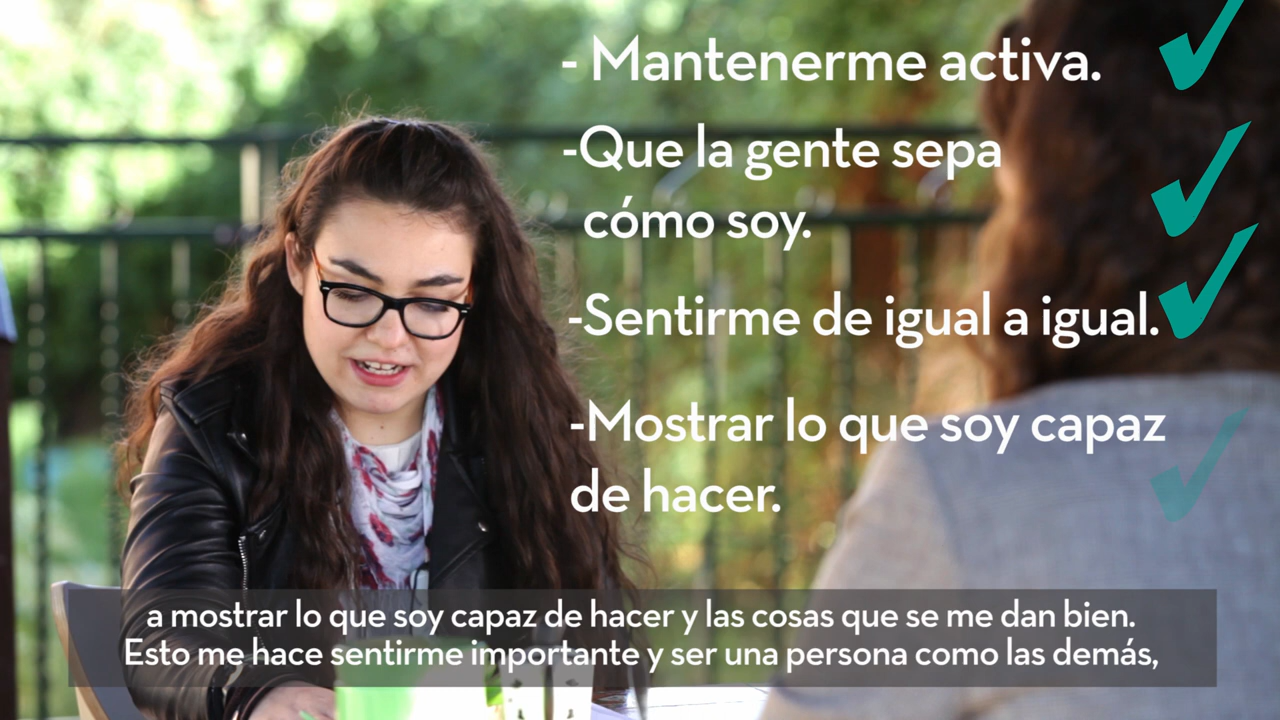 - Mantenerme activa.
-Que la gente sepa
cómo soy.
-Sentirme de igual a igual.
-Mostrar lo que soy capaz
de hacer.
a mostrar lo que soy capaz de hacer y las cosas que se me dan bien.
Esto me hace sentirme importante y ser una persona como las demás,